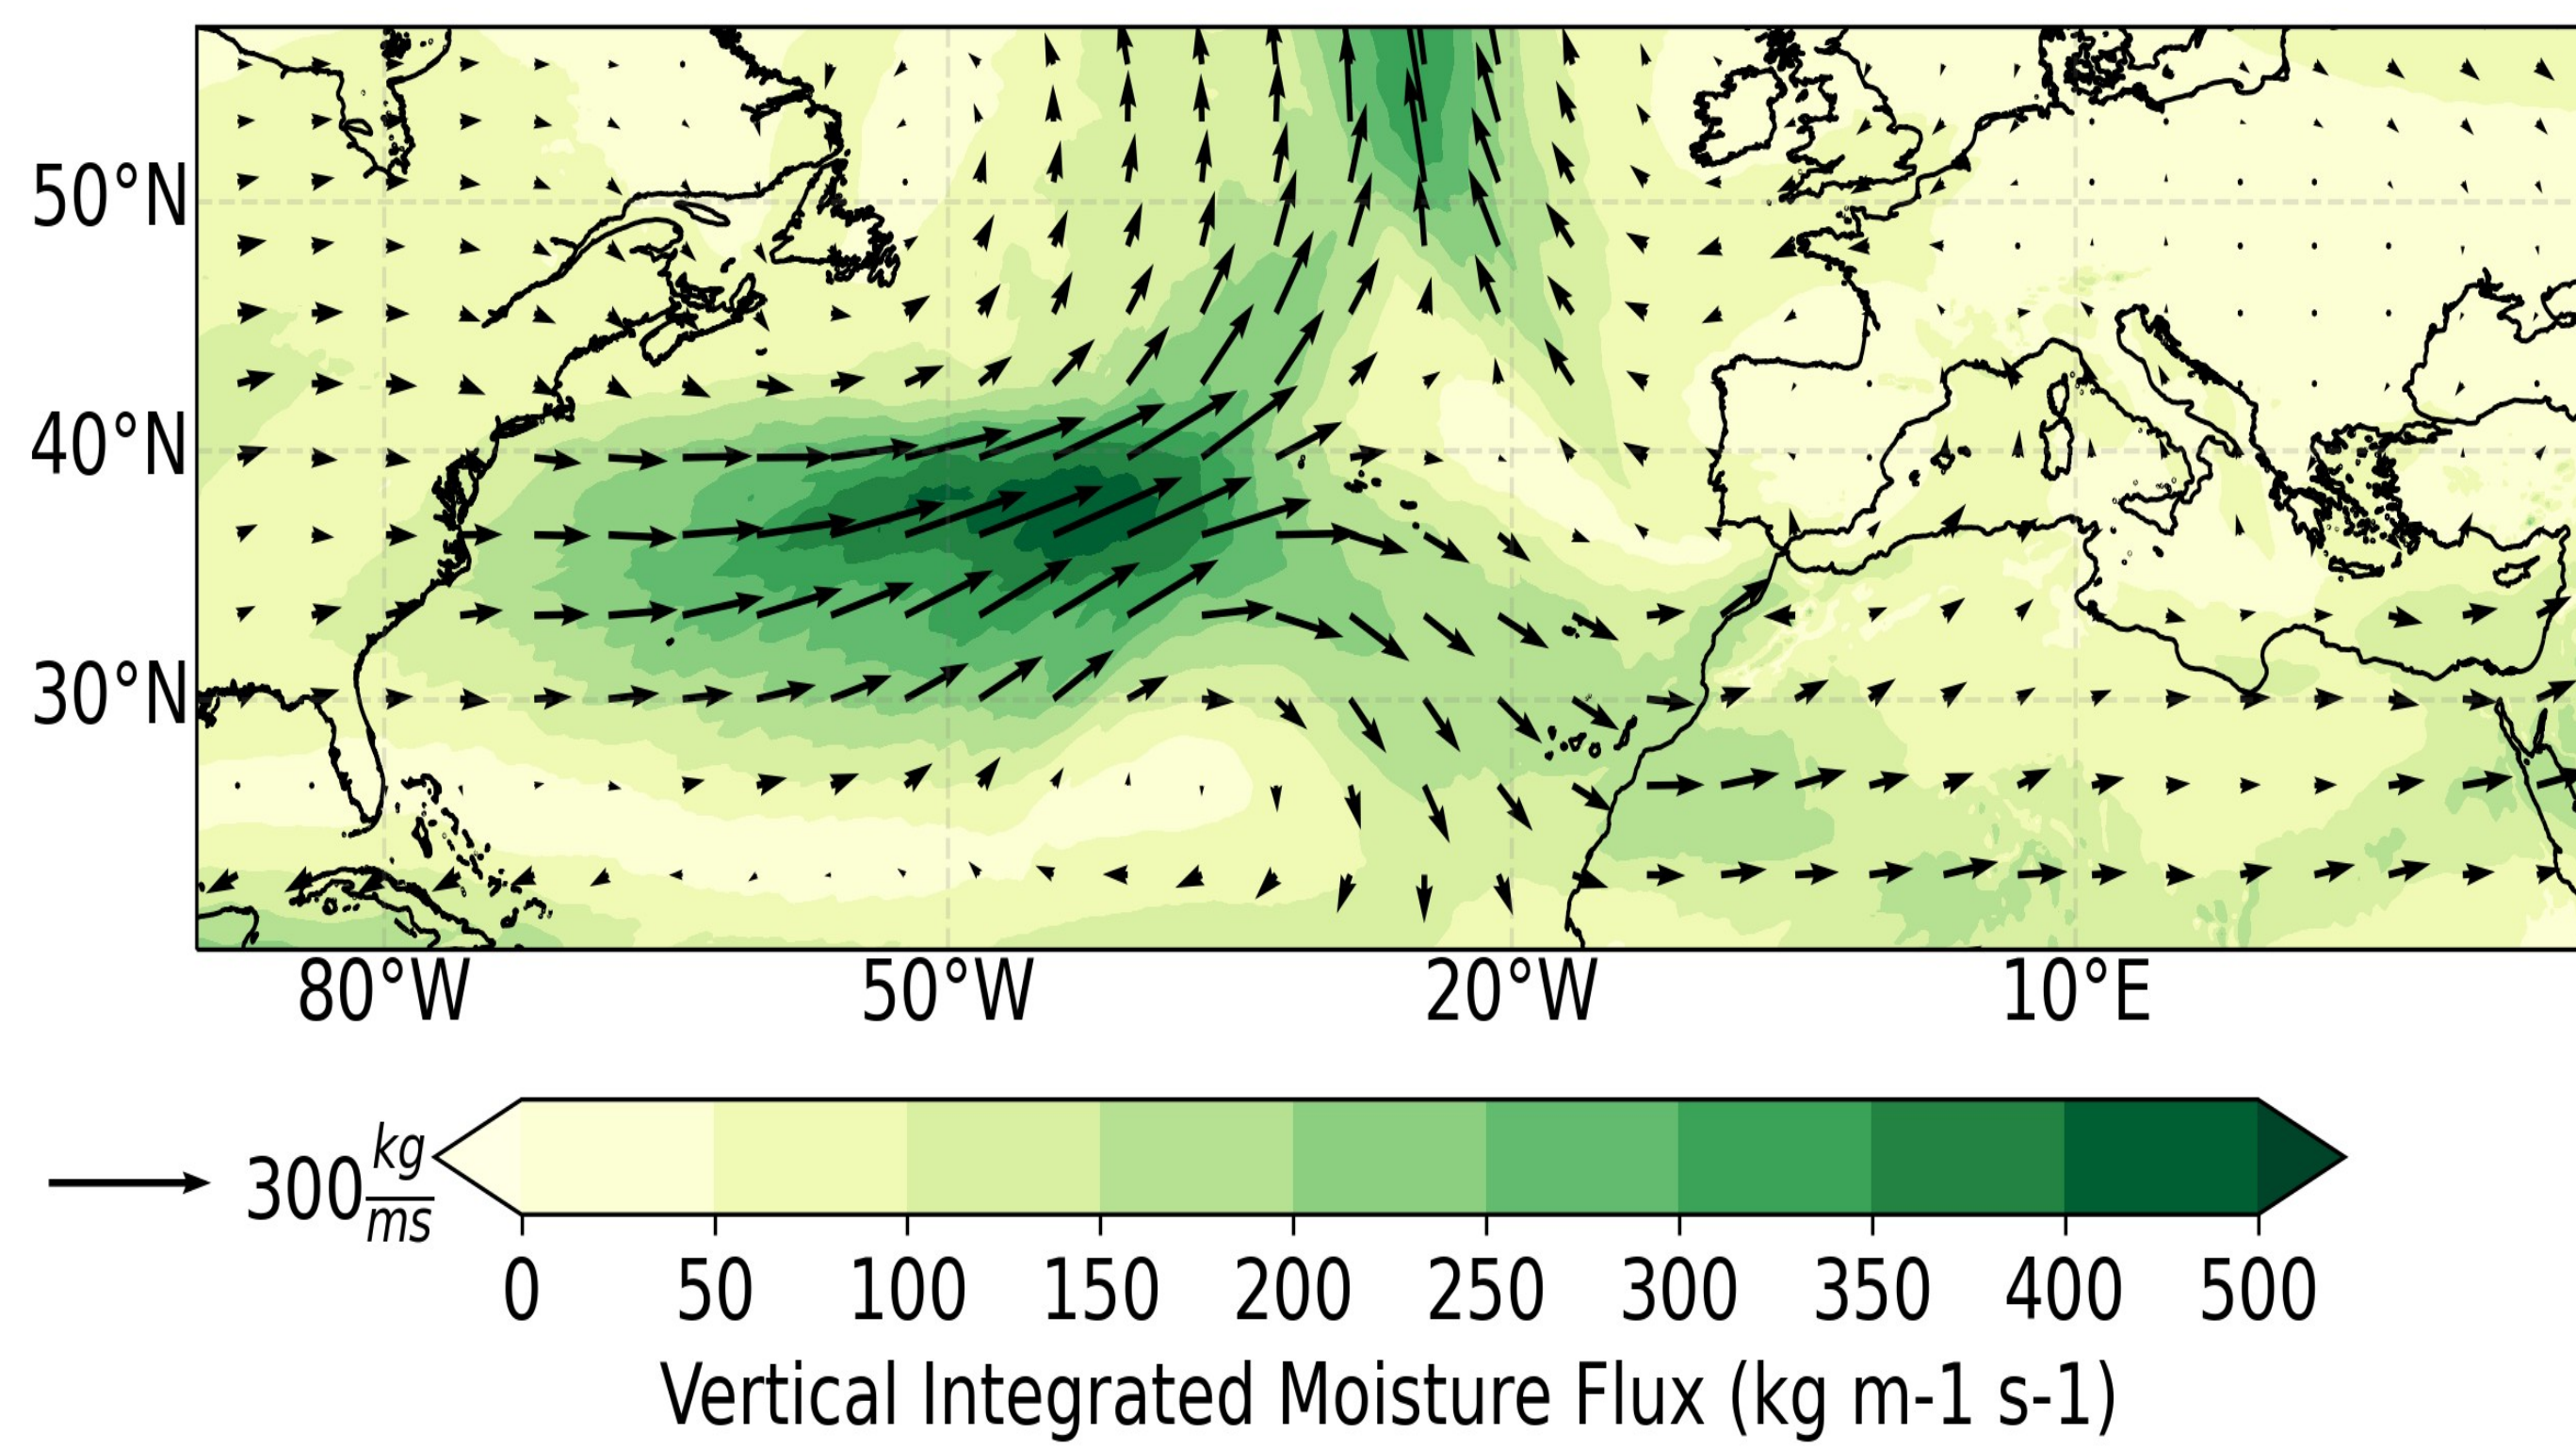 50°N
40°N
30°N
80°W 50°W 20°W 10°E
300 kg/ms
0 50 100 150 200 250 300 350 400 500
Vertical Integrated Moisture Flux (kg m-1 s-1)